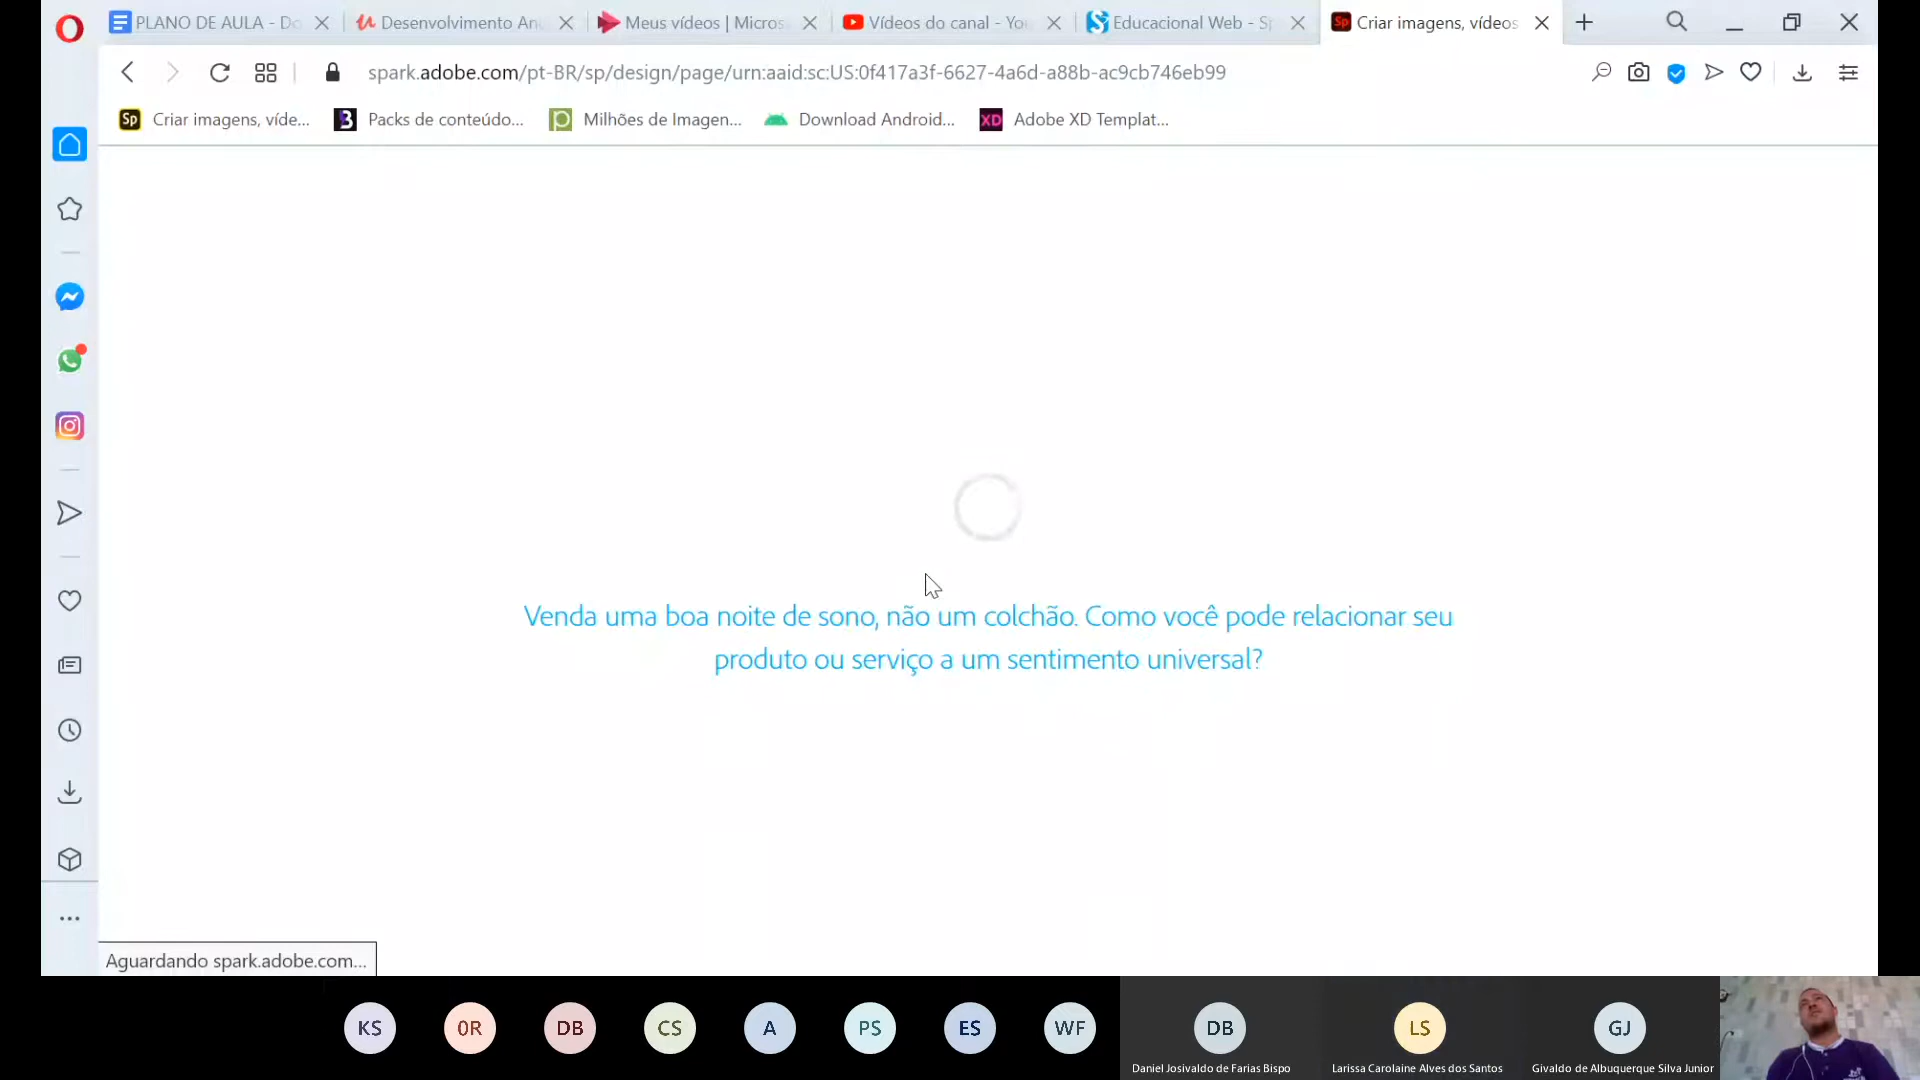 PLANO DE AULA - Do
Desenvolvimento An
Meus vídeos | Micros
Vídeos do canal - You
Educacional Web - Sp
Sp Criar imagens, vídeos
spark.adobe.com/pt-BR/sp/design/page/urn:aaid:sc:US:0f417a3f-6627-4a6d-a88b-ac9cb746eb99
Sp Criar imagens, víde...
Packs de conteúdo...
Milhões de Imagen...
Download Android...
XD Adobe XD Templat...
Venda uma boa noite de sono, não um colchão. Como você pode relacionar seu
produto ou serviço a um sentimento universal?
Aguardando spark.adobe.com...
KS
0R
DB
CS
A
PS
ES
WF
DB
LS
GJ
Daniel Josivaldo de Farias Bispo
Larissa Carolaine Alves dos Santos
Givaldo de Albuquerque Silva Junior